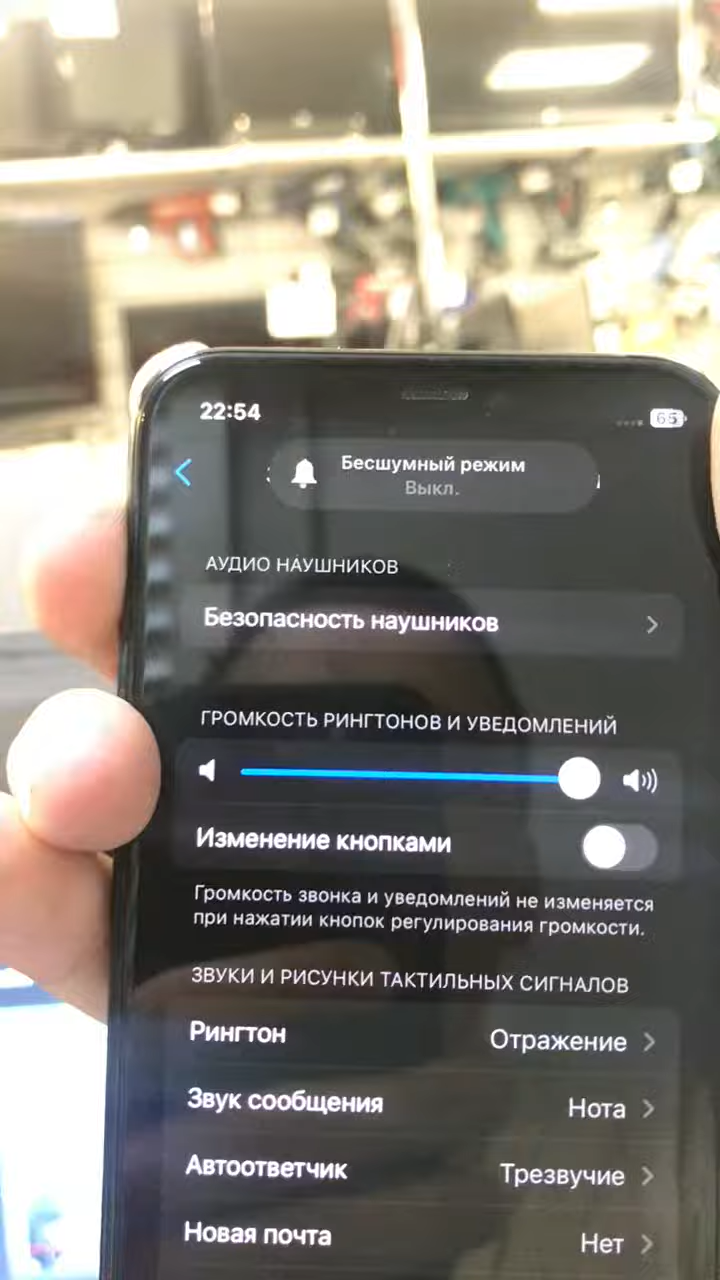 22:54
65
Бесшумный режим
Выкл.
АУДИО НАУШНИКОВ
Безопасность наушников
ГРОМКОСТЬ РИНГТОНОВ И УВЕДОМЛЕНИЙ
Изменение кнопками
Громкость звонка и уведомлений не изменяется
при нажатии кнопок регулирования громкости.
ЗВУКИ И РИСУНКИ ТАКТИЛЬНЫХ СИГНАЛОВ
Рингтон Отражение
Звук сообщения Нота
Автоответчик Трезвучие
Новая почта Нет